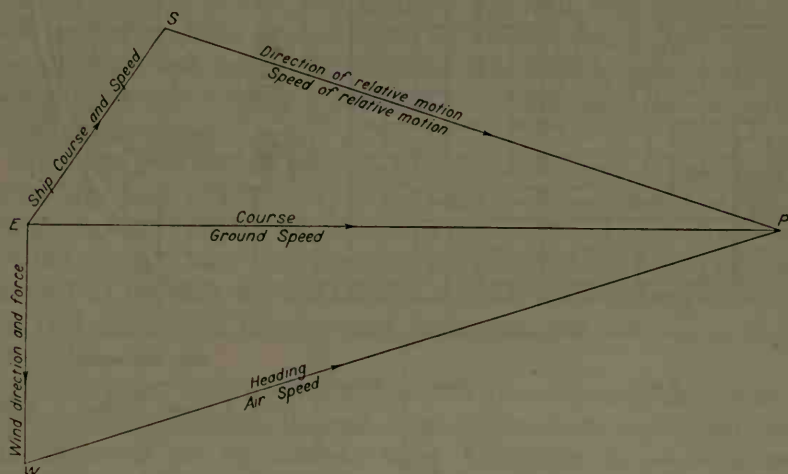 S
Direction of relative motion
Speed of relative motion
Ship Course and Speed
E
Course
Ground Speed
P
Wind direction and force
Heading
Air Speed
W